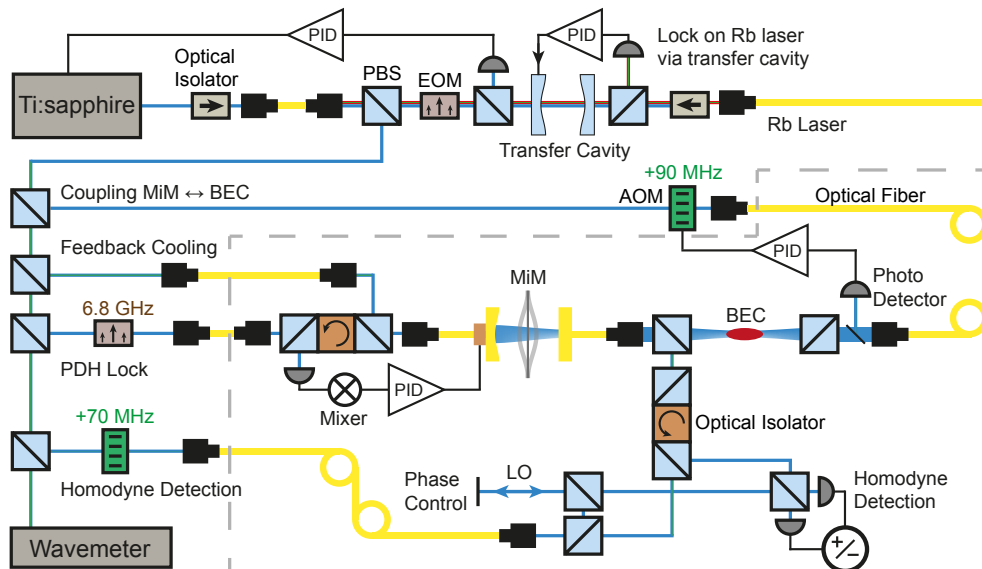 PID
PID
Lock on Rb laser
via transfer cavity
Optical
Isolator
PBS
EOM
Ti:sapphire
Transfer Cavity
Rb Laser
+90 MHz
Coupling MiM ↔ BEC
AOM
Optical Fiber
Feedback Cooling
PID
MiM
Photo
Detector
6.8 GHz
BEC
PDH Lock
PID
Mixer
+70 MHz
Optical Isolator
Homodyne Detection
Phase
Control
LO
Homodyne
Detection
Wavemeter
+/−